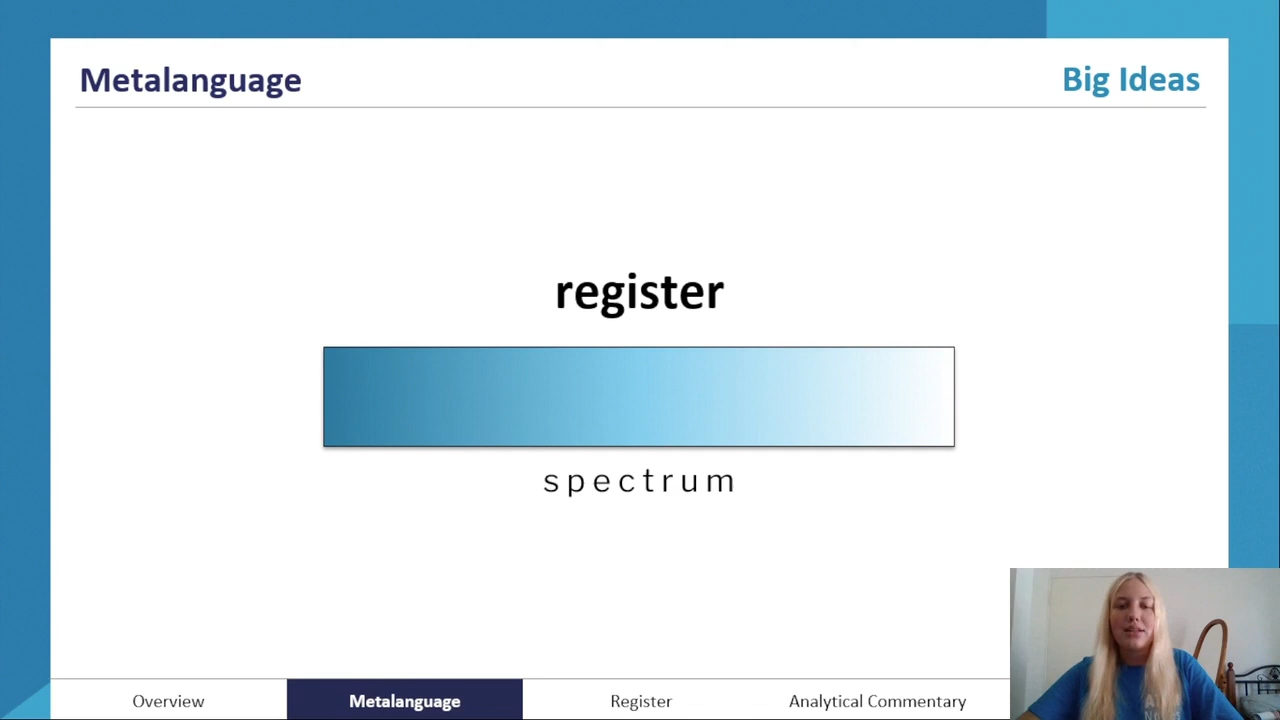 Metalanguage
Big Ideas
register
spectrum
Overview
Metalanguage
Register
Analytical Commentary